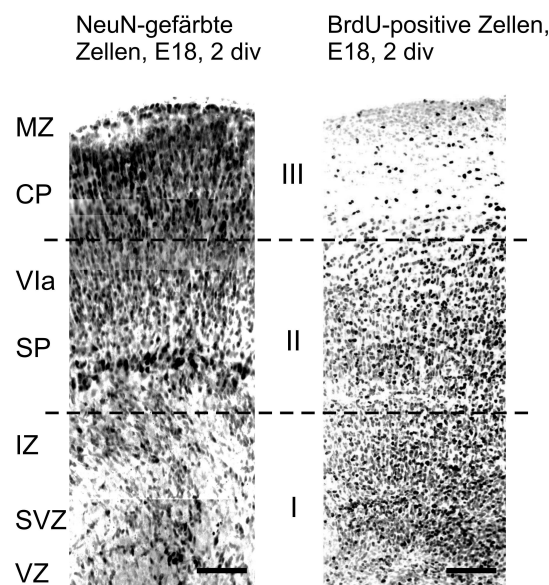 NeuN-gefärbte
Zellen, E18, 2 div
BrdU-positive Zellen,
E18, 2 div
MZ
CP
III
VIa
SP
II
IZ
SVZ
I
VZ